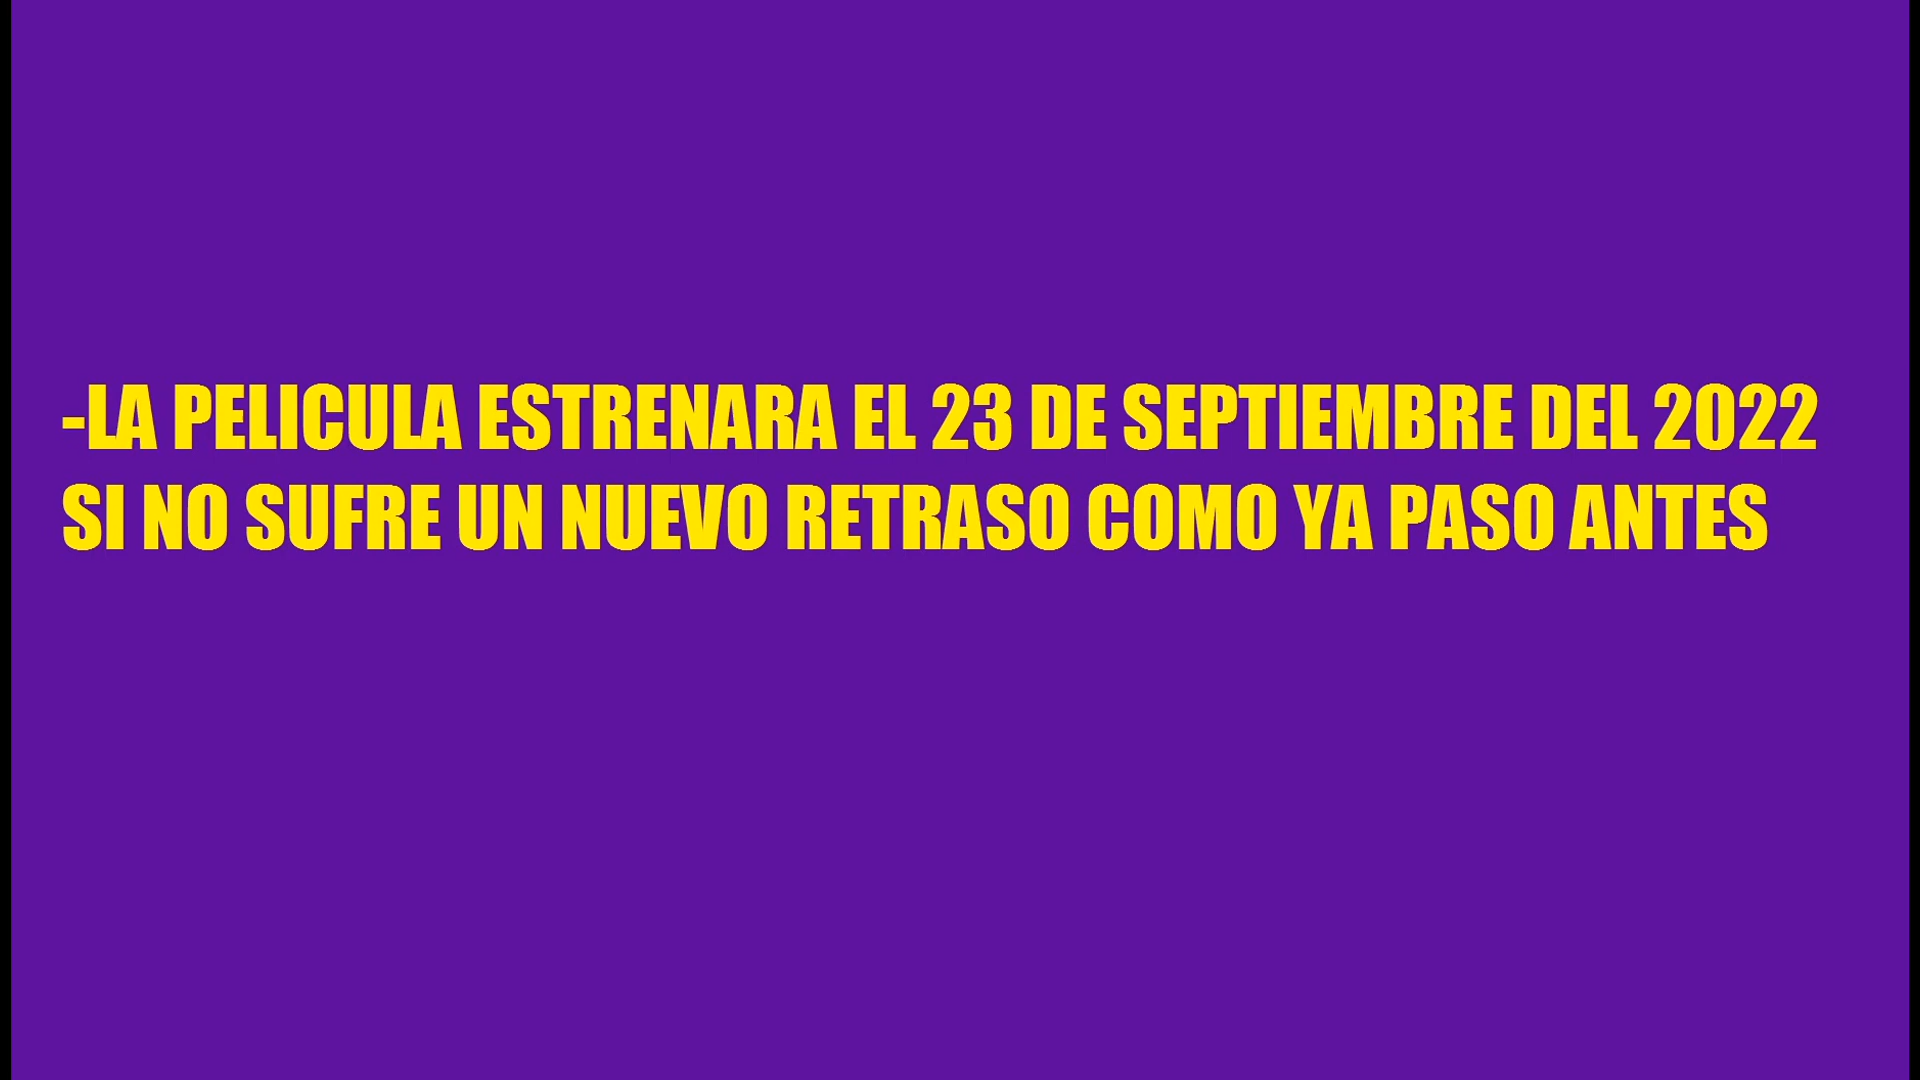 -LA PELICULA ESTRENARA EL 23 DE SEPTIEMBRE DEL 2022
SI NO SUFRE UN NUEVO RETRASO COMO YA PASO ANTES